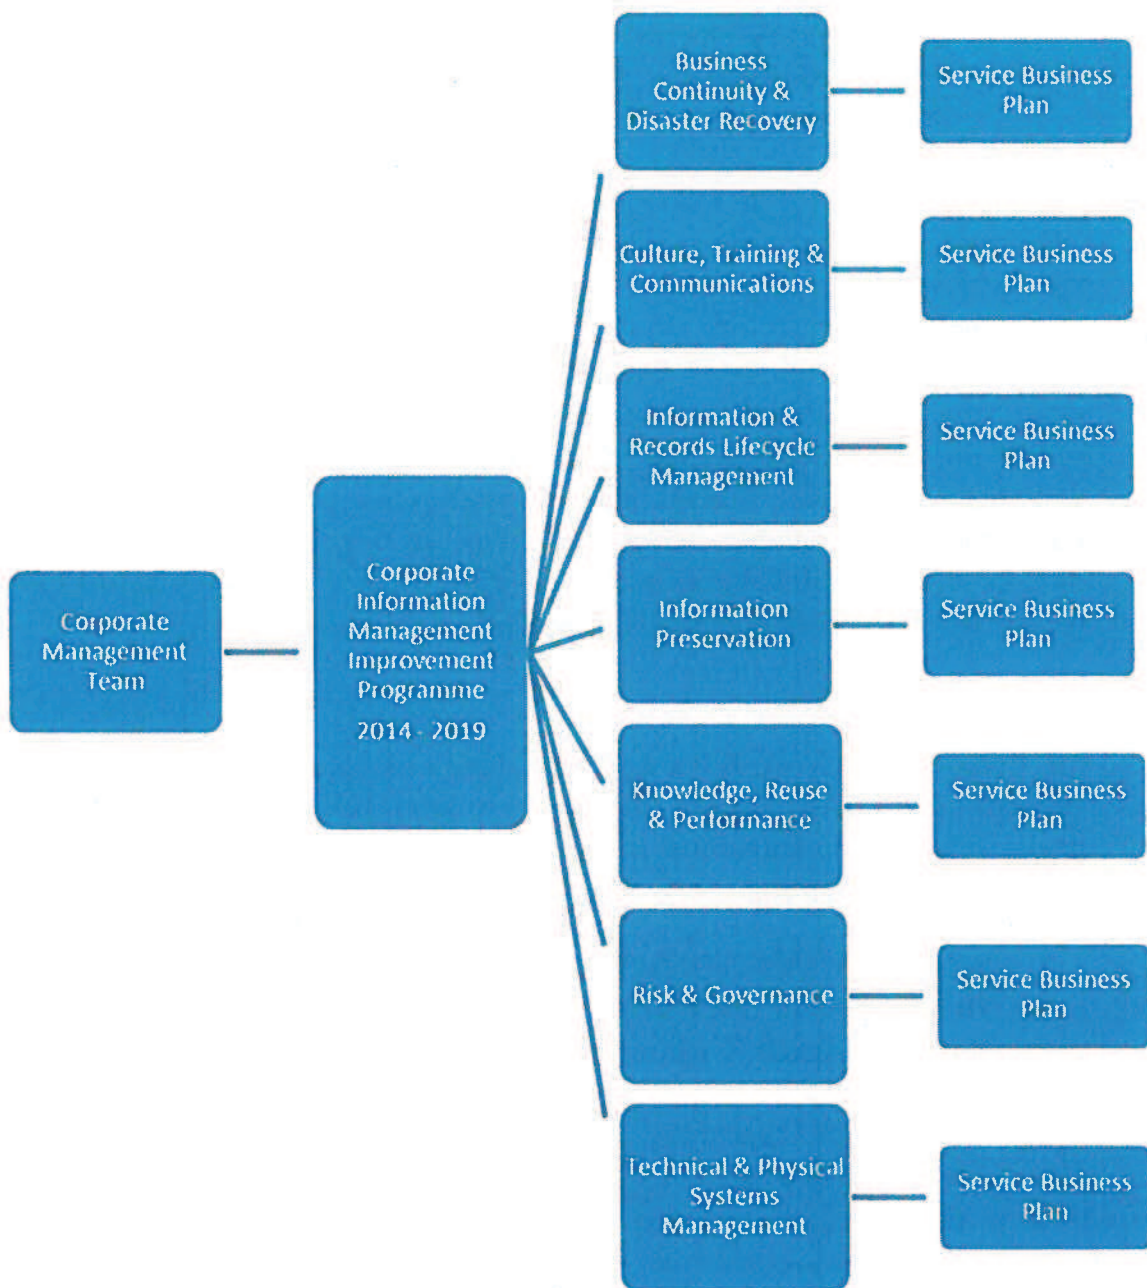 Business
Continuity &
Disaster Recovery
Service Business
Plan
Culture, Training &
Communications
Service Business
Plan
Information &
Records Lifecycle
Management
Service Business
Plan
Corporate
Management
Team
Corporate
Information
Management
Improvement
Programme
2014 - 2019
Information
Preservation
Service Business
Plan
Knowledge, Reuse
& Performance
Service Business
Plan
Risk & Governance
Service Business
Plan
Technical & Physical
Systems
Management
Service Business
Plan